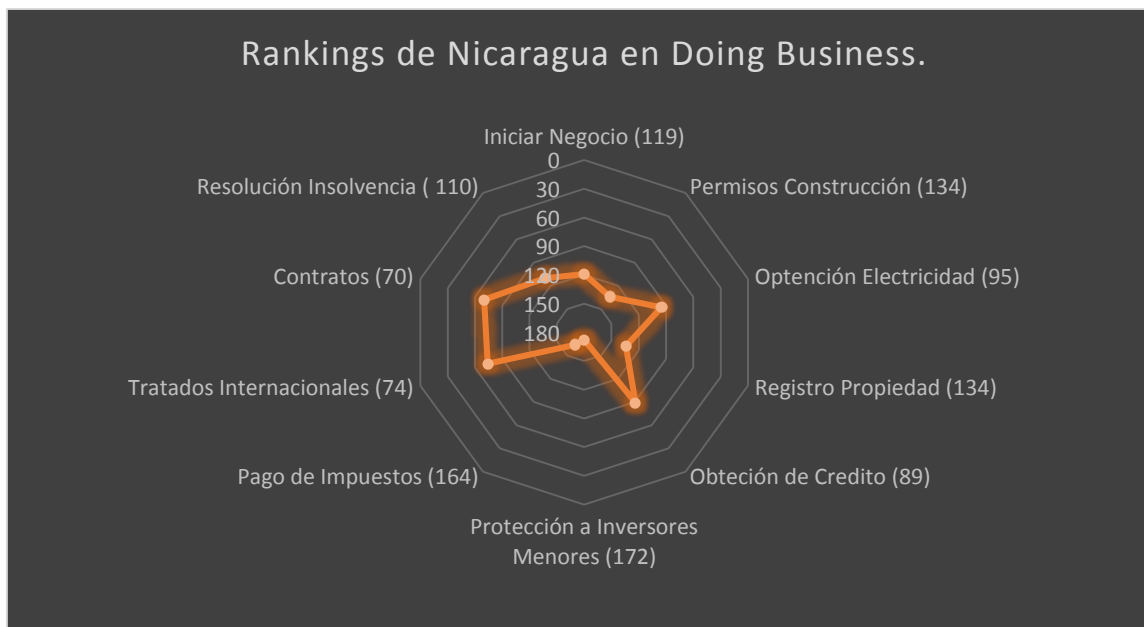 Rankings de Nicaragua en Doing Business.
Iniciar Negocio (119)
Permisos Construcción (134)
Optención Electricidad (95)
Registro Propiedad (134)
Obteción de Credito (89)
Protección a Inversores
Menores (172)
Pago de Impuestos (164)
Tratados Internacionales (74)
Contratos (70)
Resolución Insolvencia ( 110)
0
30
60
90
120
150
180